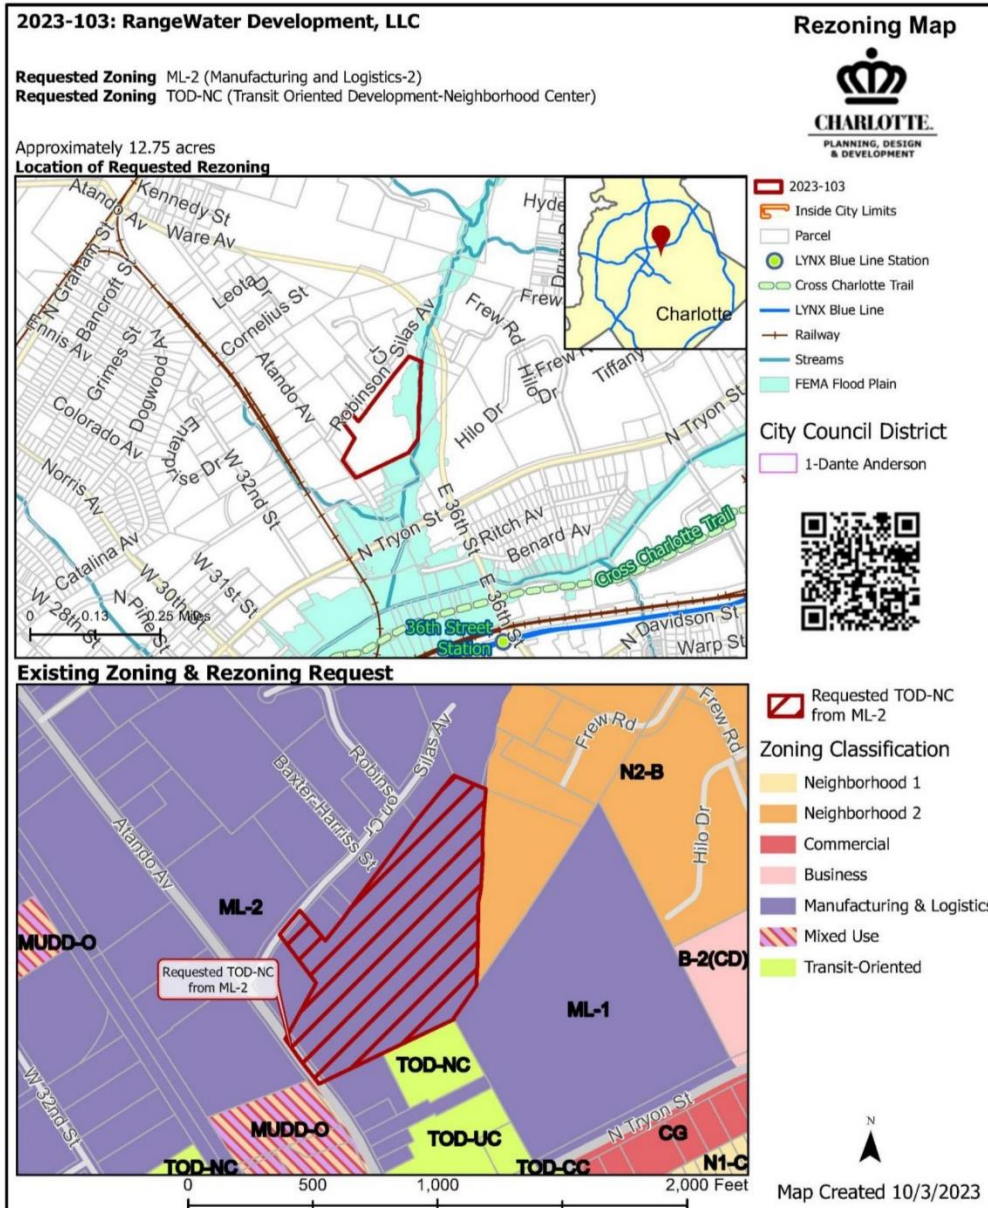 2023-103: RangeWater Development, LLC
Rezoning Map
Requested Zoning ML-2 (Manufacturing and Logistics-2)
Requested Zoning TOD-NC (Transit Oriented Development-Neighborhood Center)
CHARLOTTE.
PLANNING, DESIGN
& DEVELOPMENT
Approximately 12.75 acres
Location of Requested Rezoning
Atando Av
Kennedy St
Ware Av
N Graham St
Bancroft S
Ennis Av
Grimes St
Dogwood Av
Colorado Av
Enterprise Dr
Norris Av
W 32nd St
Catalina Av
W 31st St
W 30th St
N Pine St
W 28th St
Leota Dr
Cornelius St
Atando Av
Robinson Ct
Silas Av
Hyde
Drury
Frew Rd
Frew
Frew R
Hilo Dr
Hilo Dr
Tiffany
N Tryon St
N Tryon St
E 36th St
E 36th St
Ritch Av
Benard Av
Cross Charlotte Trail
36th Street
Station
N Davidson St
Warp St
Charlotte
0 0.13 0.25 Miles
2023-103
Inside City Limits
Parcel
LYNX Blue Line Station
Cross Charlotte Trail
LYNX Blue Line
Railway
Streams
FEMA Flood Plain
City Council District
1-Dante Anderson
Existing Zoning & Rezoning Request
Robinson Ct
Silas Av
Baxter-Harriss St
Atando Av
Frew Rd
Frew Rd
N2-B
Hilo Dr
ML-2
MUDD-O
Requested TOD-NC
from ML-2
B-2(CD)
ML-1
TOD-NC
W 32nd St
MUDD-O
TOD-UC
N Tryon St
CG
TOD-NC
TOD-CC
N1-C
0 500 1,000 2,000 Feet
Requested TOD-NC
from ML-2
Zoning Classification
Neighborhood 1
Neighborhood 2
Commercial
Business
Manufacturing & Logistics
Mixed Use
Transit-Oriented
N
Map Created 10/3/2023